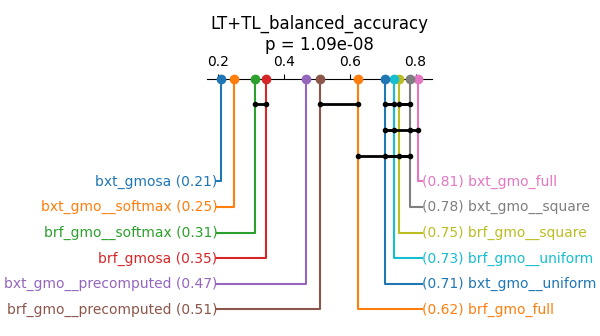 LT+TL_balanced_accuracy
p = 1.09e-08
0.2 0.4 0.6 0.8
bxt_gmosa (0.21)
(0.81) bxt_gmo_full
bxt_gmo__softmax (0.25)
(0.78) bxt_gmo__square
brf_gmo__softmax (0.31)
(0.75) brf_gmo__square
brf_gmosa (0.35)
(0.73) brf_gmo__uniform
bxt_gmo__precomputed (0.47)
(0.71) bxt_gmo__uniform
brf_gmo__precomputed (0.51)
(0.62) brf_gmo_full